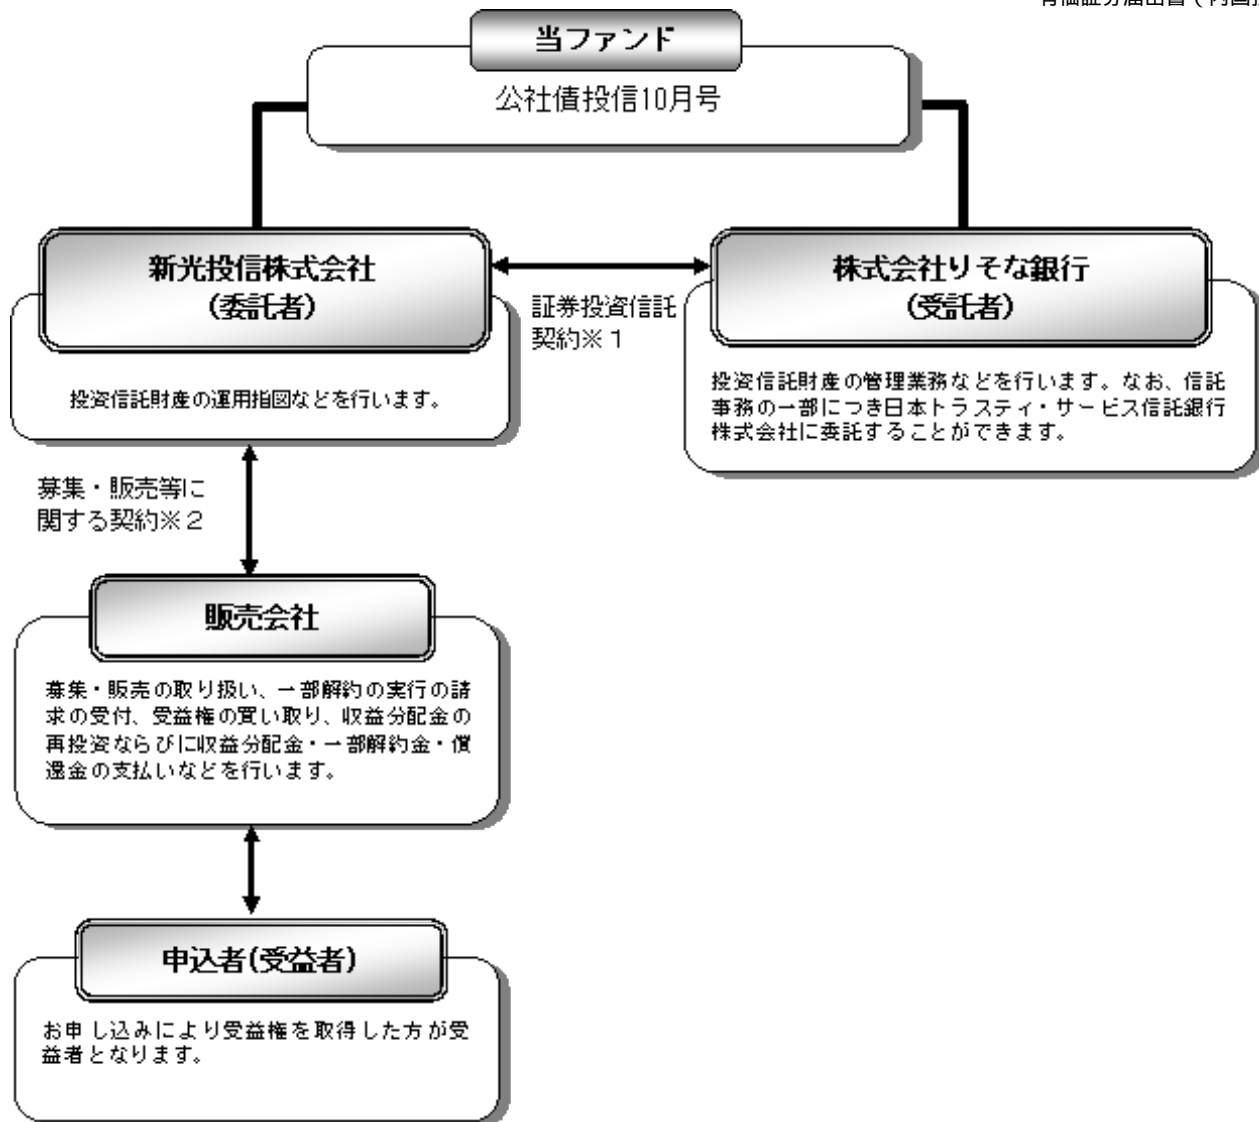 当ファンド
公社債投信10月号
新光投信株式会社
(委託者)
投資信託財産の運用指図などを行います。
証券投資信託
契約※1
株式会社りそな銀行
(受託者)
投資信託財産の管理業務などを行います。なお、信託
事務の一部につき日本トラスティ・サービス信託銀行
株式会社に委託することができます。
募集・販売等に
関する契約※2
販売会社
募集・販売の取り扱い、一部解約の実行の請
求の受付、受益権の買い取り、収益分配金の
再投資ならびに収益分配金・一部解約金・償
還金の支払いなどを行います。
申込者(受益者)
お申し込みにより受益権を取得した方が受
益者となります。